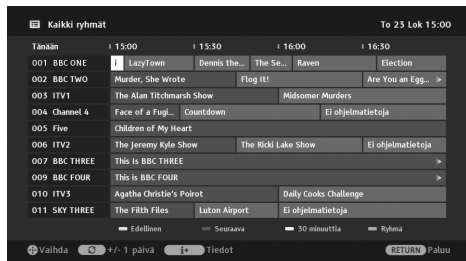 Kaikki ryhmät To 23 Lok 15:00
Tänään 15:00 15:30 16:00 16:30
001 BBC ONE i LazyTown Dennis the... The Se... Raven Election
002 BBC TWO Murder, She Wrote Flog It! Are You an Egg...
003 ITV1 The Alan Titchmarsh Show Midsomer Murders
004 Channel 4 Face of a Fugi... Countdown Ei ohjelmatietoja
005 Five Children of My Heart
006 ITV2 The Jeremy Kyle Show The Ricki Lake Show Ei ohjelmatietoja
007 BBC THREE This Is BBC THREE
009 BBC FOUR This is BBC FOUR
010 ITV3 Agatha Christie's Poirot Daily Cooks Challenge
011 SKY THREE The Filth Files Luton Airport Ei ohjelmatietoja
Edellinen Seuraava 30 minuuttia Ryhmä
Vaihda +/- 1 päivä i+ Tiedot RETURN Paluu